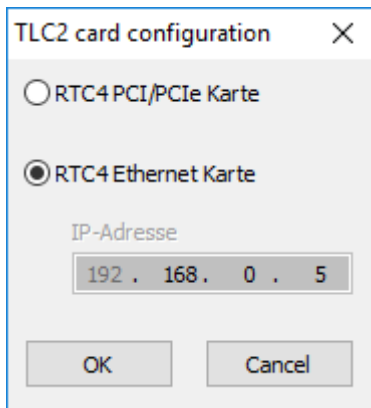 TLC2 card configuration
RTC4 PCI/PCIe Karte
RTC4 Ethernet Karte
IP-Adresse
192 . 168 . 0 . 5
OK Cancel